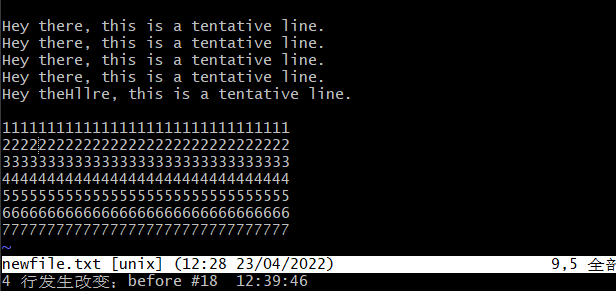 Hey there, this is a tentative line.
Hey there, this is a tentative line.
Hey there, this is a tentative line.
Hey there, this is a tentative line.
Hey theHllre, this is a tentative line.
11111111111111111111111111111111
22222222222222222222222222222222
33333333333333333333333333333333
44444444444444444444444444444444
55555555555555555555555555555555
66666666666666666666666666666666
77777777777777777777777777777777
~
newfile.txt [unix] (12:28 23/04/2022) 9,5 全部
4 行发生改变; before #18 12:39:46